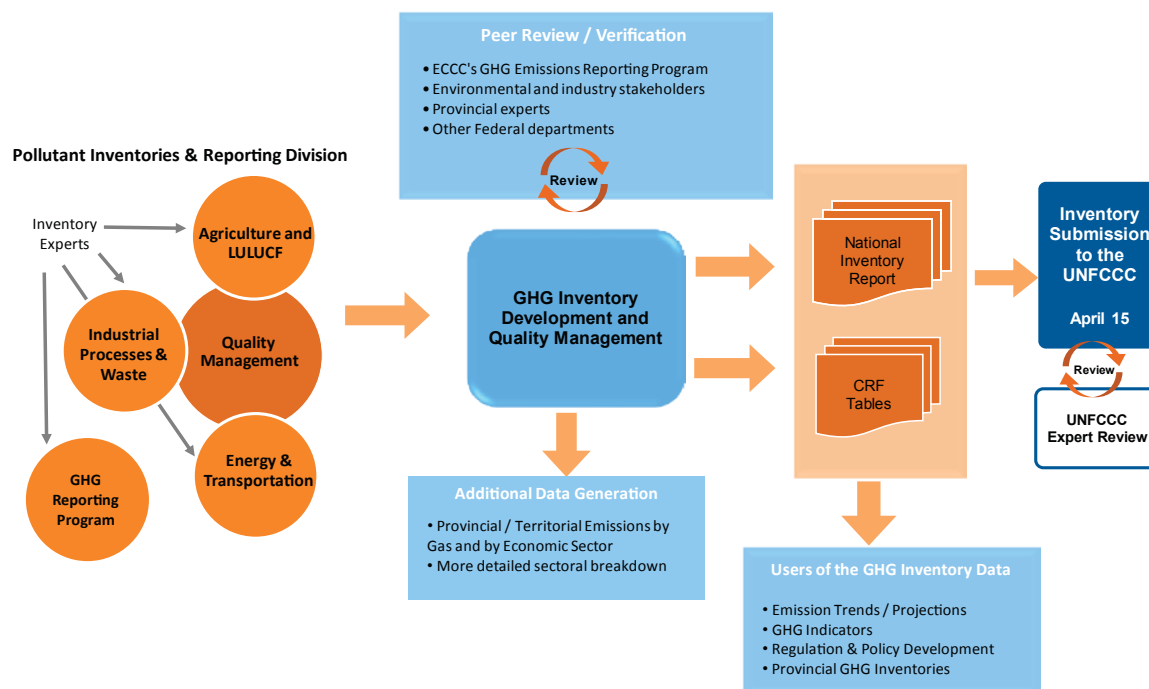 Peer Review / Verification
• ECCC's GHG Emissions Reporting Program
• Environmental and industry stakeholders
• Provincial experts
• Other Federal departments
Review
Pollutant Inventories & Reporting Division
Inventory
Experts
Agriculture and
LULUCF
Industrial
Processes &
Waste
Quality
Management
Energy &
Transportation
GHG
Reporting
Program
GHG Inventory
Development and
Quality Management
National
Inventory
Report
CRF
Tables
Inventory
Submission
to the
UNFCCC
April 15
Review
UNFCCC
Expert Review
Additional Data Generation
• Provincial / Territorial Emissions by
Gas and by Economic Sector
• More detailed sectoral breakdown
Users of the GHG Inventory Data
• Emission Trends / Projections
• GHG Indicators
• Regulation & Policy Development
• Provincial GHG Inventories